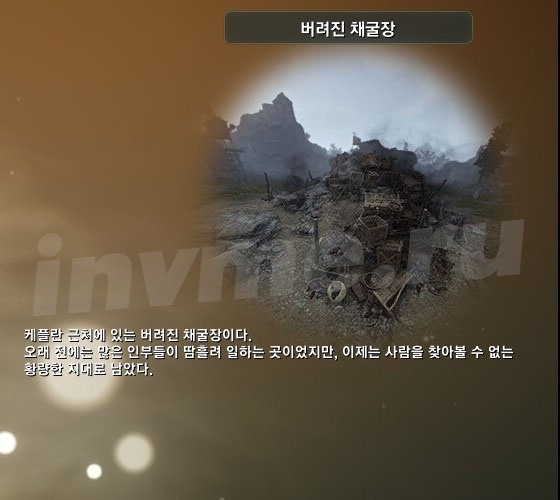 버려진 채굴장
invme.ru
케플란 근처에 있는 버려진 채굴장이다.
오래 전에는 많은 인부들이 땀흘려 일하는 곳이었지만, 이제는 사람을 찾아볼 수 없는
황량한 지대로 남았다.